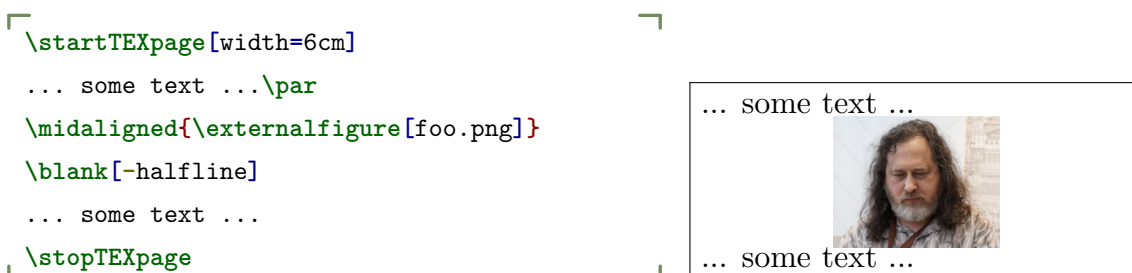 \startTEXpage[width=6cm]
... some text ...\par
\midaligned{\externalfigure[foo.png]}
\blank[-halfline]
... some text ...
\stopTEXpage
... some text ...
... some text ...